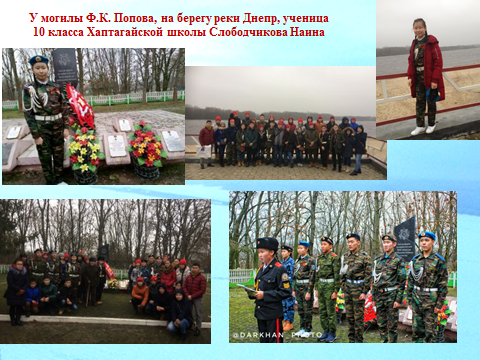 У могилы Ф.К. Попова, на берегу реки Днепр, ученица
10 класса Хаптагайской школы Слободчикова Наина
@DARKHAN_PHOTO